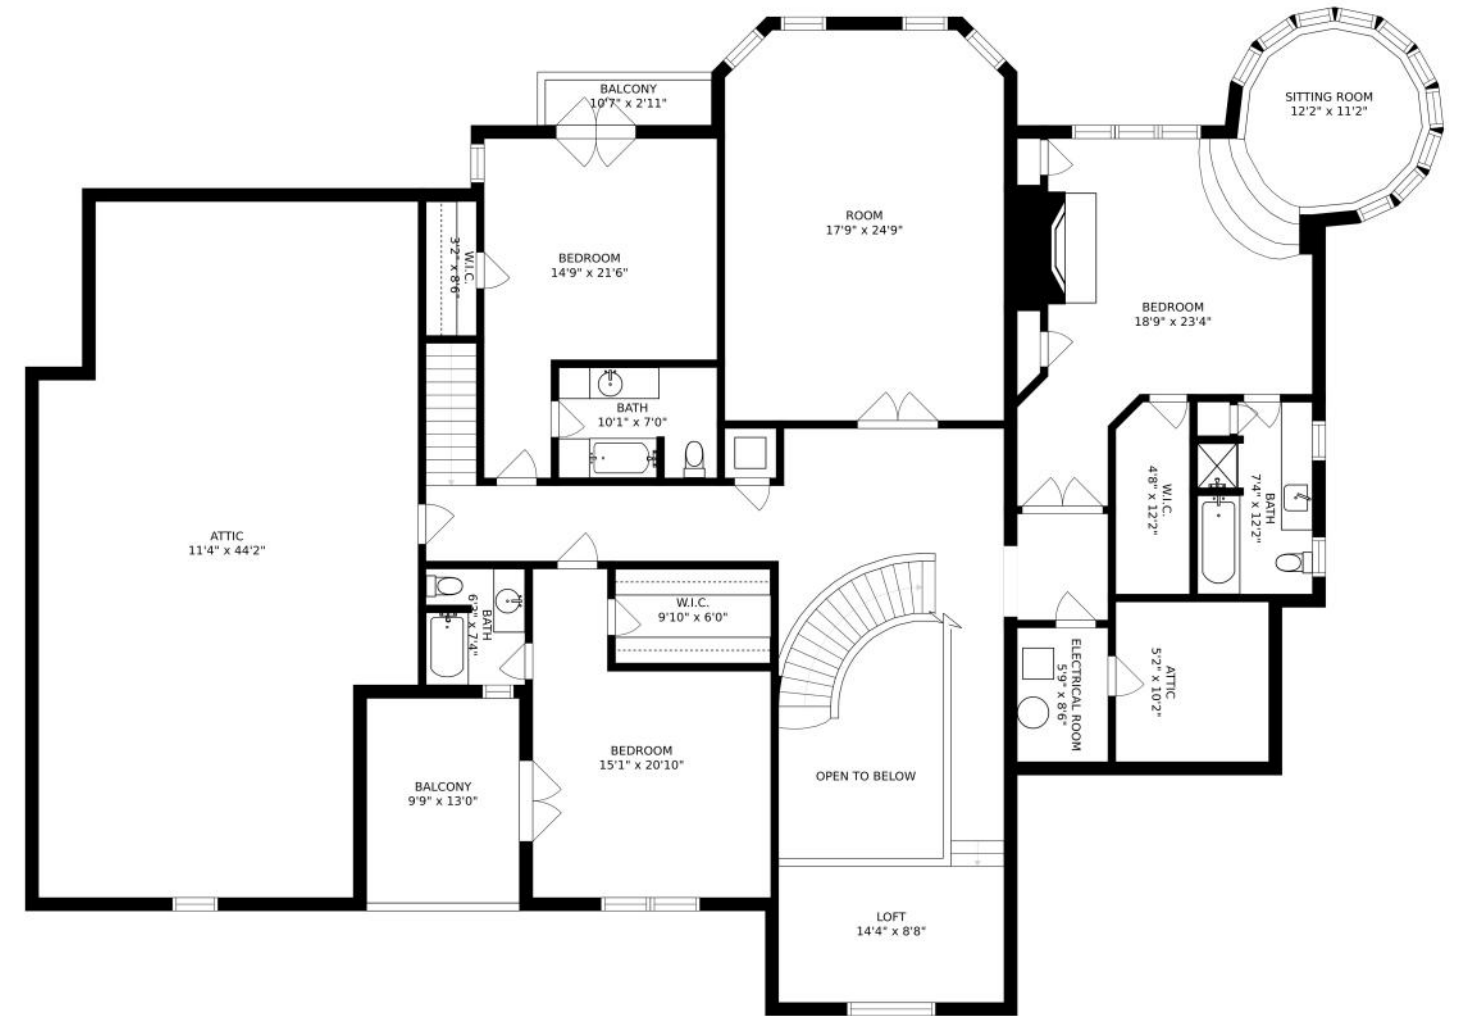 BALCONY
10'7" x 2'11"
SITTING ROOM
12'2" x 11'2"
ROOM
17'9" x 24'9"
W.I.C.
3'2" x 8'6"
BEDROOM
14'9" x 21'6"
BEDROOM
18'9" x 23'4"
BATH
10'1" x 7'0"
W.I.C.
4'8" x 12'2"
BATH
7'4" x 12'2"
ATTIC
11'4" x 44'2"
BATH
6'2" x 7'4"
W.I.C.
9'10" x 6'0"
ELECTRICAL ROOM
5'9" x 8'6"
ATTIC
5'2" x 10'2"
BEDROOM
15'1" x 20'10"
OPEN TO BELOW
BALCONY
9'9" x 13'0"
LOFT
14'4" x 8'8"